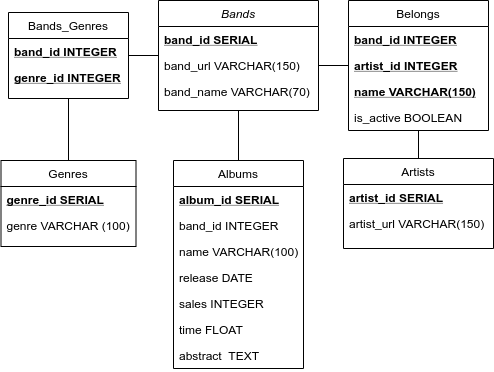 Bands_Genres
band_id INTEGER
genre_id INTEGER
Bands
band_id SERIAL
band_url VARCHAR(150)
band_name VARCHAR(70)
Belongs
band_id INTEGER
artist_id INTEGER
name VARCHAR(150)
is_active BOOLEAN
Genres
genre_id SERIAL
genre VARCHAR (100)
Albums
album_id SERIAL
band_id INTEGER
name VARCHAR(100)
release DATE
sales INTEGER
time FLOAT
abstract  TEXT
Artists
artist_id SERIAL
artist_url VARCHAR(150)